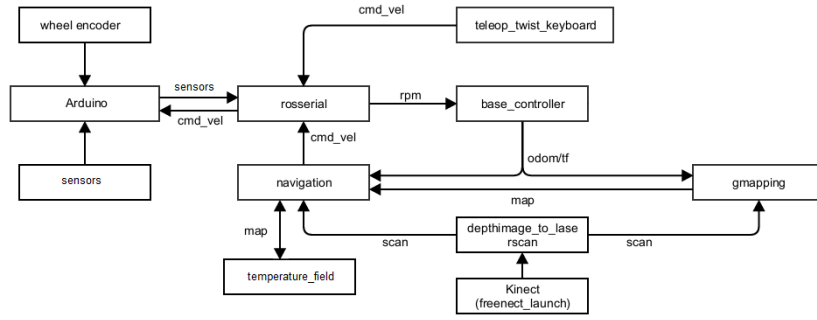 cmd_vel
wheel encoder
teleop_twist_keyboard
sensors
Arduino
rosserial
rpm
base_controller
cmd_vel
cmd_vel
odom/tf
sensors
navigation
gmapping
map
map
scan
depthimage_to_lase
rscan
scan
temperature_field
Kinect
(freenect_launch)